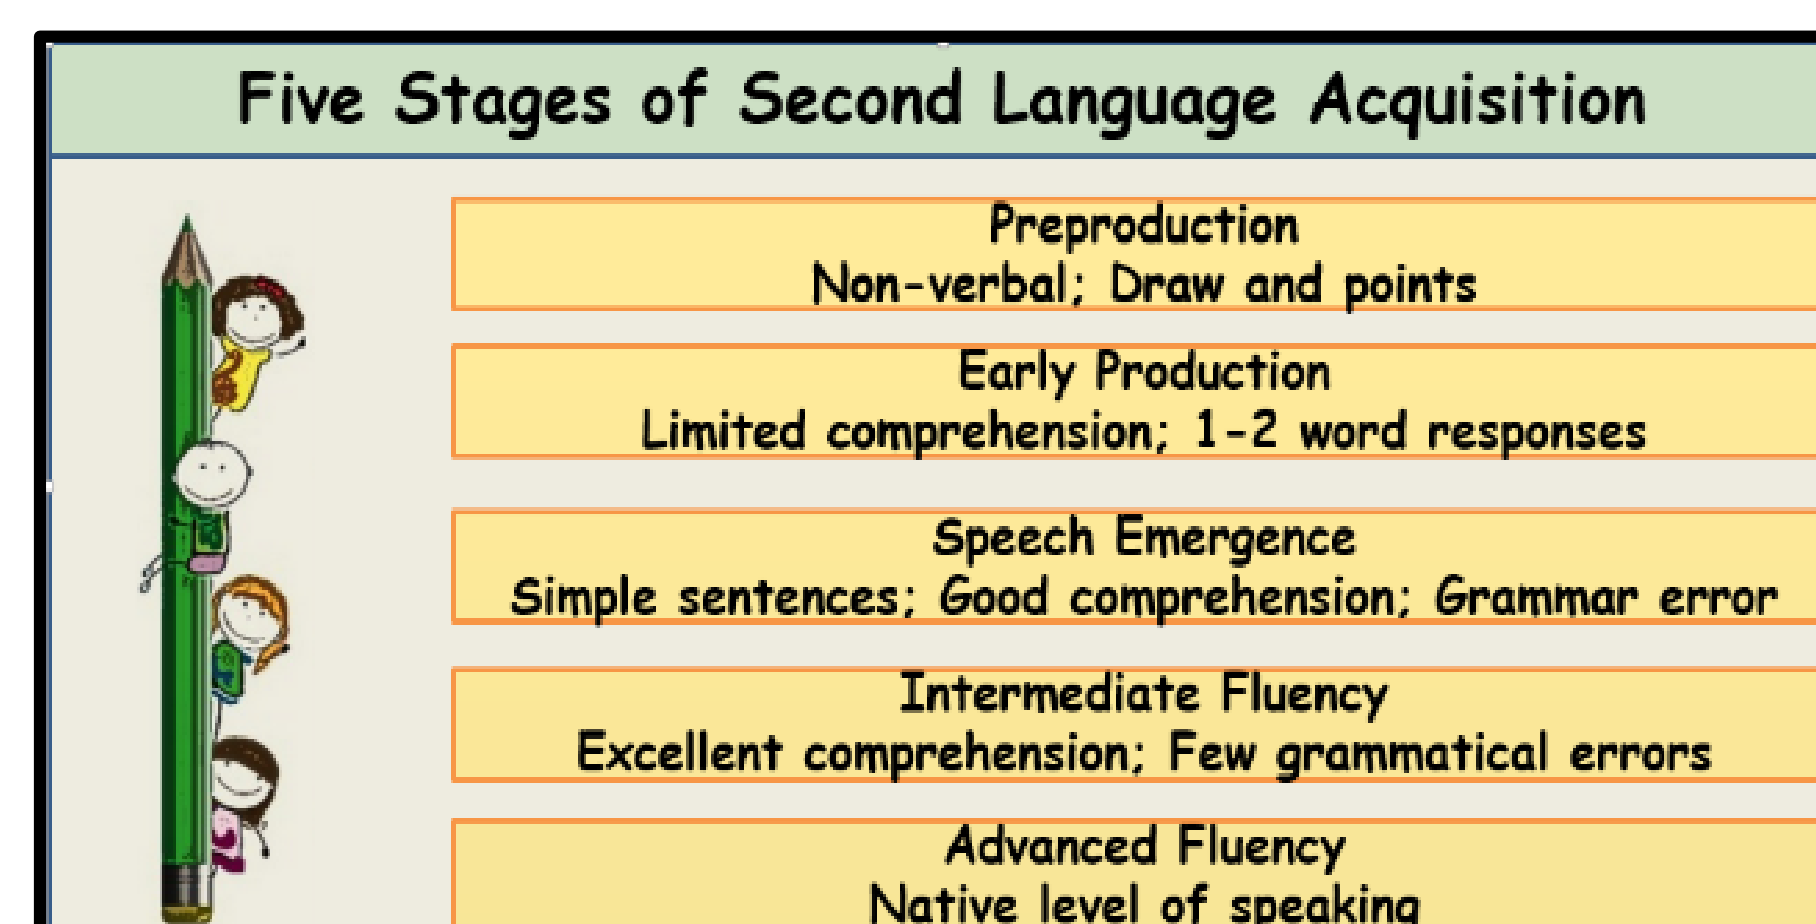 Five Stages of Second Language Acquisition
Preproduction
Non-verbal; Draw and points
Early Production
Limited comprehension; 1-2 word responses
Speech Emergence
Simple sentences; Good comprehension; Grammar error
Intermediate Fluency
Excellent comprehension; Few grammatical errors
Advanced Fluency
Native level of speaking